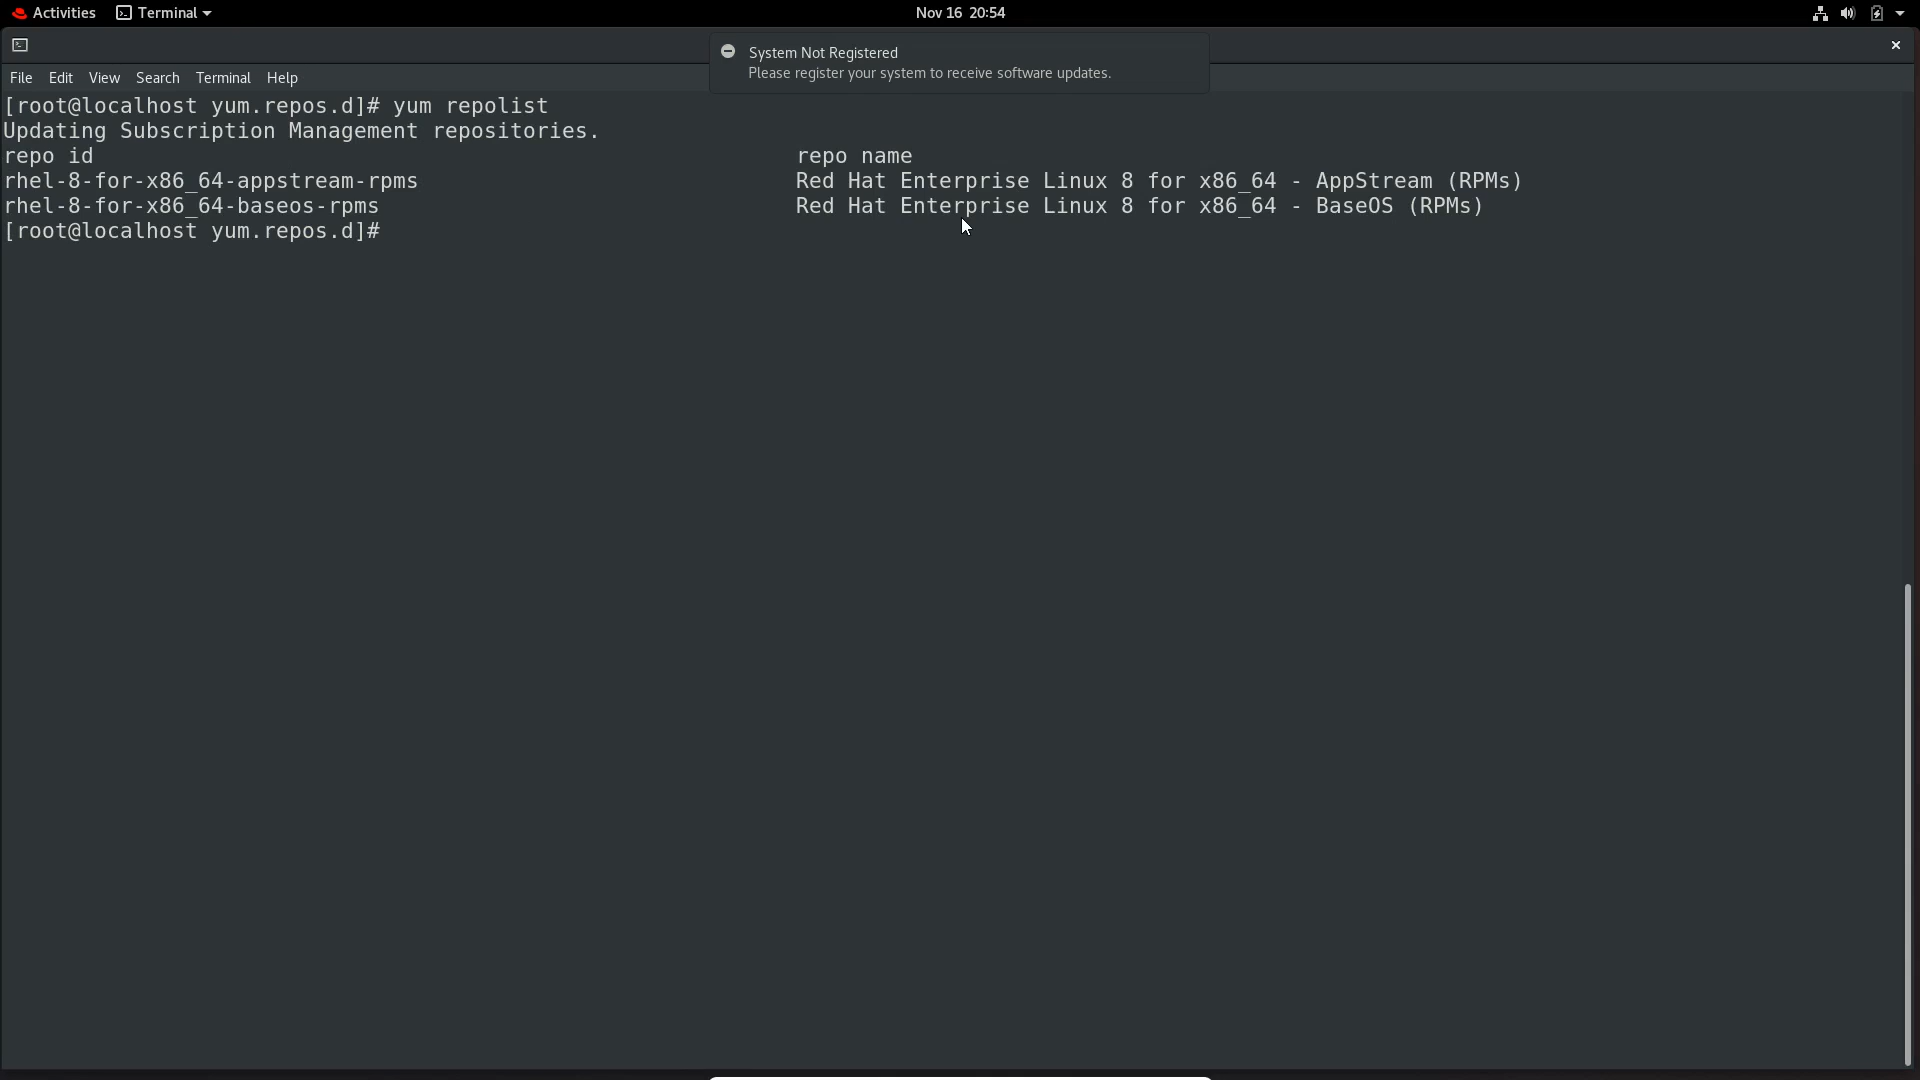 Activities Terminal Nov 16 20:54
System Not Registered
Please register your system to receive software updates.
File Edit View Search Terminal Help
[root@localhost yum.repos.d]# yum repolist
Updating Subscription Management repositories.
repo id repo name
rhel-8-for-x86_64-appstream-rpms Red Hat Enterprise Linux 8 for x86_64 - AppStream (RPMs)
rhel-8-for-x86_64-baseos-rpms Red Hat Enterprise Linux 8 for x86_64 - BaseOS (RPMs)
[root@localhost yum.repos.d]#